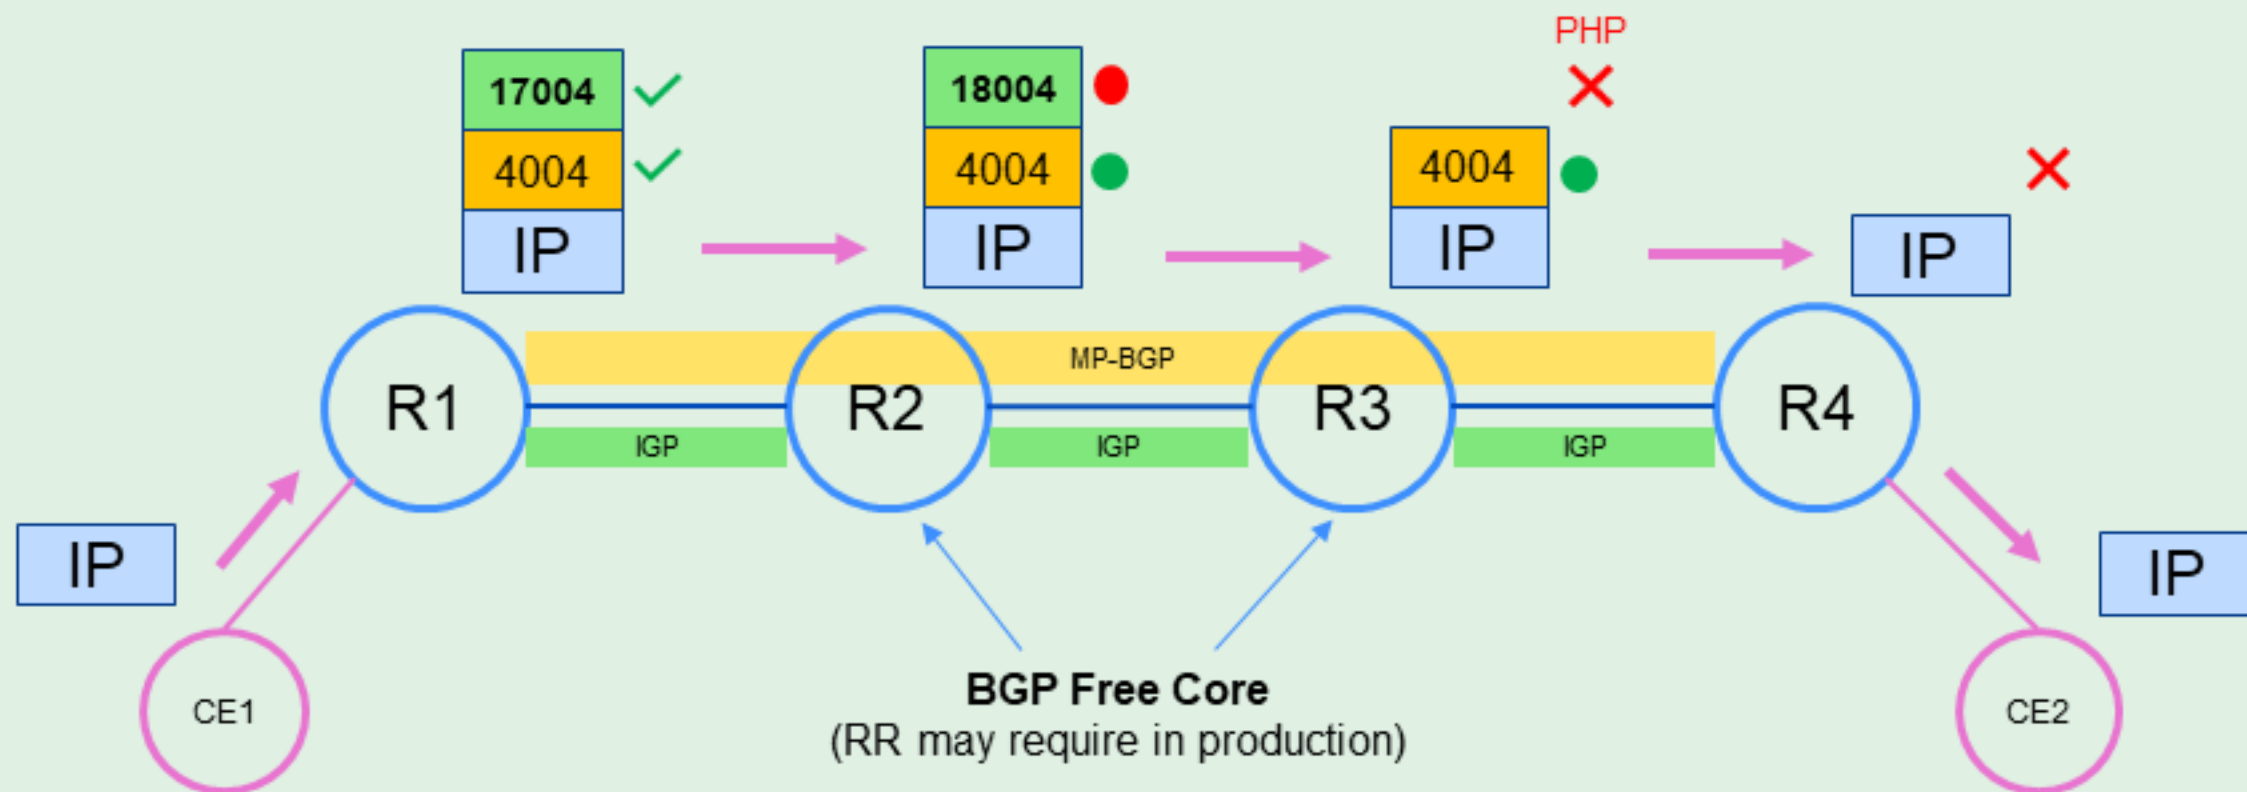 PHP
17004
18004
4004
4004
4004
IP
IP
IP
IP
MP-BGP
R1
R2
R3
R4
IGP
IGP
IGP
IP
IP
BGP Free Core
(RR may require in production)
CE1
CE2